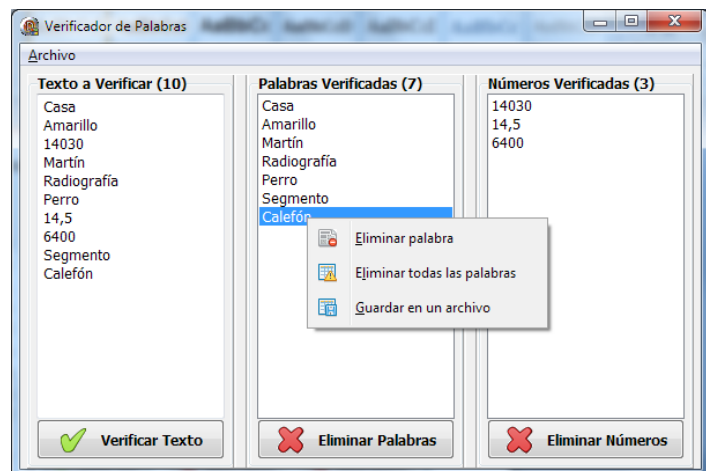 Verificador de Palabras
Archivo
Texto a Verificar (10)
Casa
Amarillo
14030
Martín
Radiografía
Perro
14,5
6400
Segmento
Calefón
Verificar Texto
Palabras Verificadas (7)
Casa
Amarillo
Martín
Radiografía
Perro
Segmento
Calefón
Eliminar palabra
Eliminar todas las palabras
Guardar en un archivo
Eliminar Palabras
Números Verificadas (3)
14030
14,5
6400
Eliminar Números